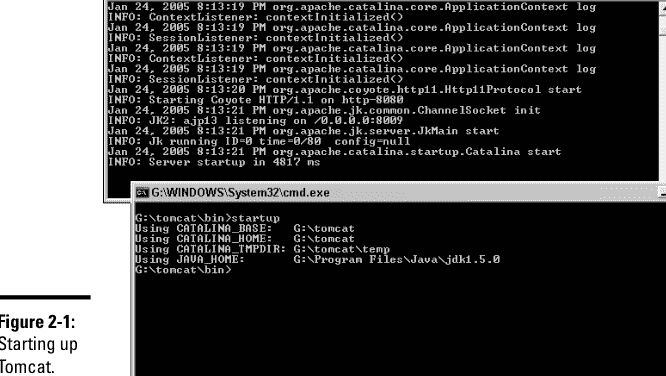 Jan 24, 2005 8:13:19 PM org.apache.catalina.core.ApplicationContext log
INFO: ContextListener: contextInitialized()
Jan 24, 2005 8:13:19 PM org.apache.catalina.core.ApplicationContext log
INFO: SessionListener: contextInitialized()
Jan 24, 2005 8:13:19 PM org.apache.catalina.core.ApplicationContext log
INFO: ContextListener: contextInitialized()
Jan 24, 2005 8:13:19 PM org.apache.catalina.core.ApplicationContext log
INFO: SessionListener: contextInitialized()
Jan 24, 2005 8:13:20 PM org.apache.coyote.http11.Http11Protocol start
INFO: Starting Coyote HTTP/1.1 on http-8080
Jan 24, 2005 8:13:21 PM org.apache.jk.common.ChannelSocket init
INFO: JK2: ajp13 listening on /0.0.0.0:8009
Jan 24, 2005 8:13:21 PM org.apache.jk.server.JkMain start
INFO: Jk running ID=0 time=0/80  config=null
Jan 24, 2005 8:13:21 PM org.apache.catalina.startup.Catalina start
INFO: Server startup in 4817 ms
G:\WINDOWS\System32\cmd.exe
G:\tomcat\bin>startup
Using CATALINA_BASE:   G:\tomcat
Using CATALINA_HOME:   G:\tomcat
Using CATALINA_TMPDIR: G:\tomcat\temp
Using JAVA_HOME:       G:\Program Files\Java\jdk1.5.0
G:\tomcat\bin>
Figure 2-1:
Starting up
Tomcat.